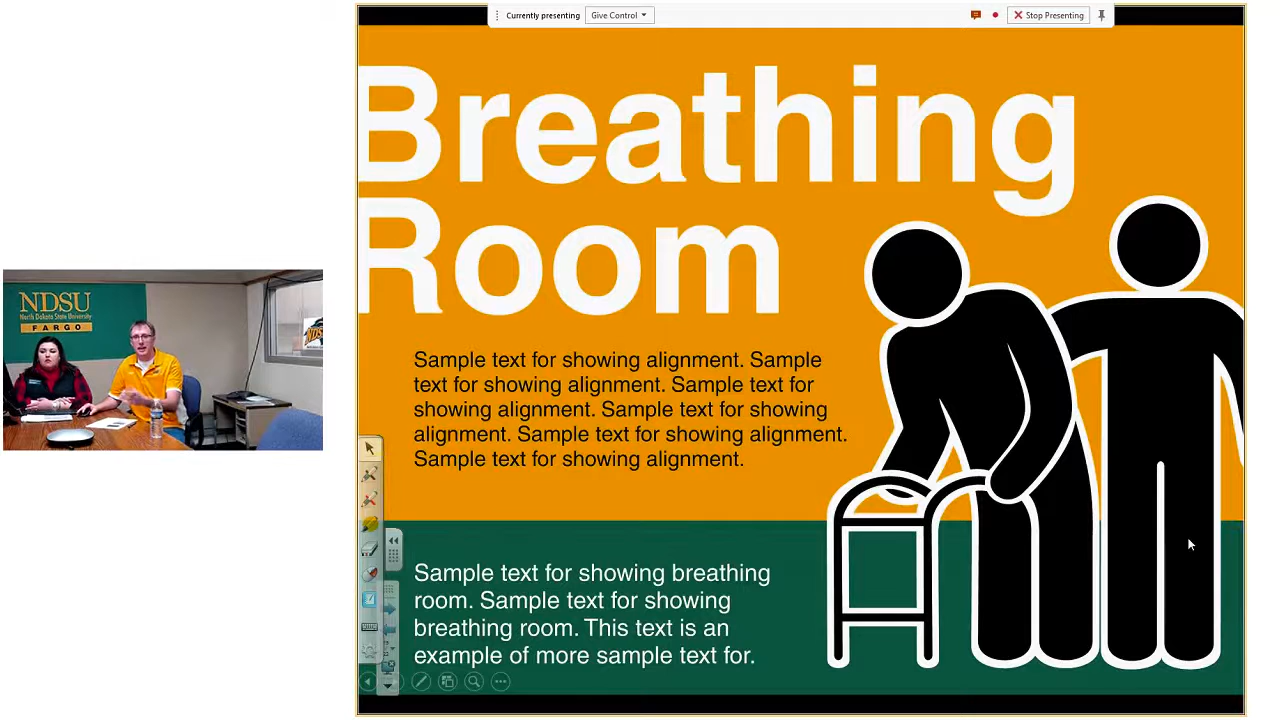 Currently presenting
Give Control
Stop Presenting
Breathing
Room
NDSU
North Dakota State University
FARGO
Sample text for showing alignment. Sample
text for showing alignment. Sample text for
showing alignment. Sample text for showing
alignment. Sample text for showing alignment.
Sample text for showing alignment.
Sample text for showing breathing
room. Sample text for showing
breathing room. This text is an
example of more sample text for.